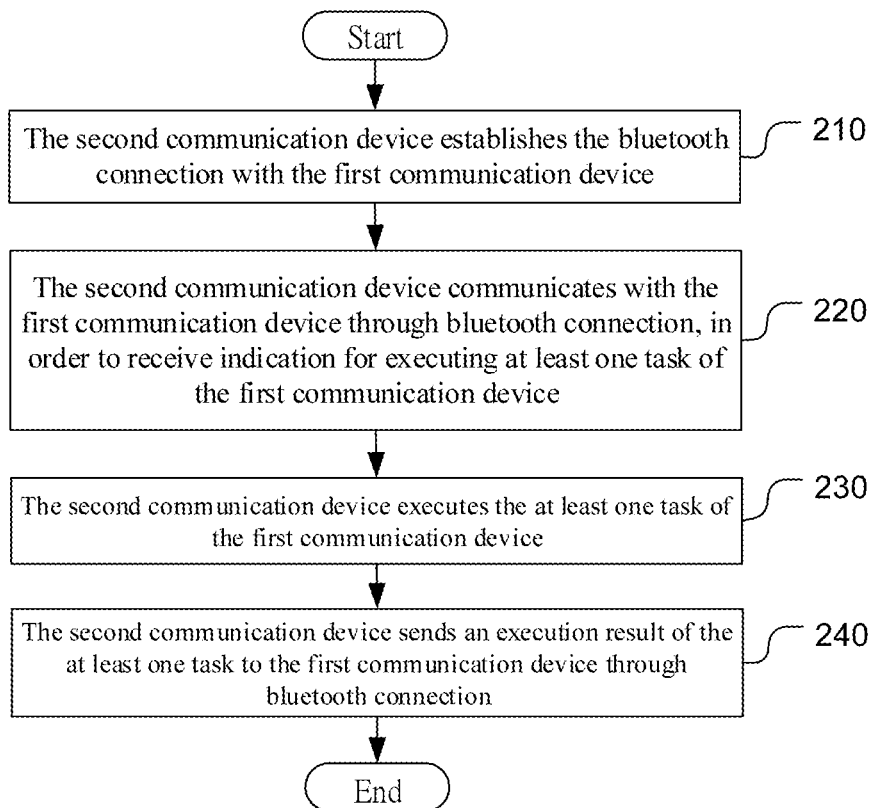 Start
The second communication device establishes the bluetooth
connection with the first communication device
210
The second communication device communicates with the
first communication device through bluetooth connection, in
order to receive indication for executing at least one task of
the first communication device
220
The second communication device executes the at least one task of
the first communication device
230
The second communication device sends an execution result of the
at least one task to the first communication device through
bluetooth connection
240
End